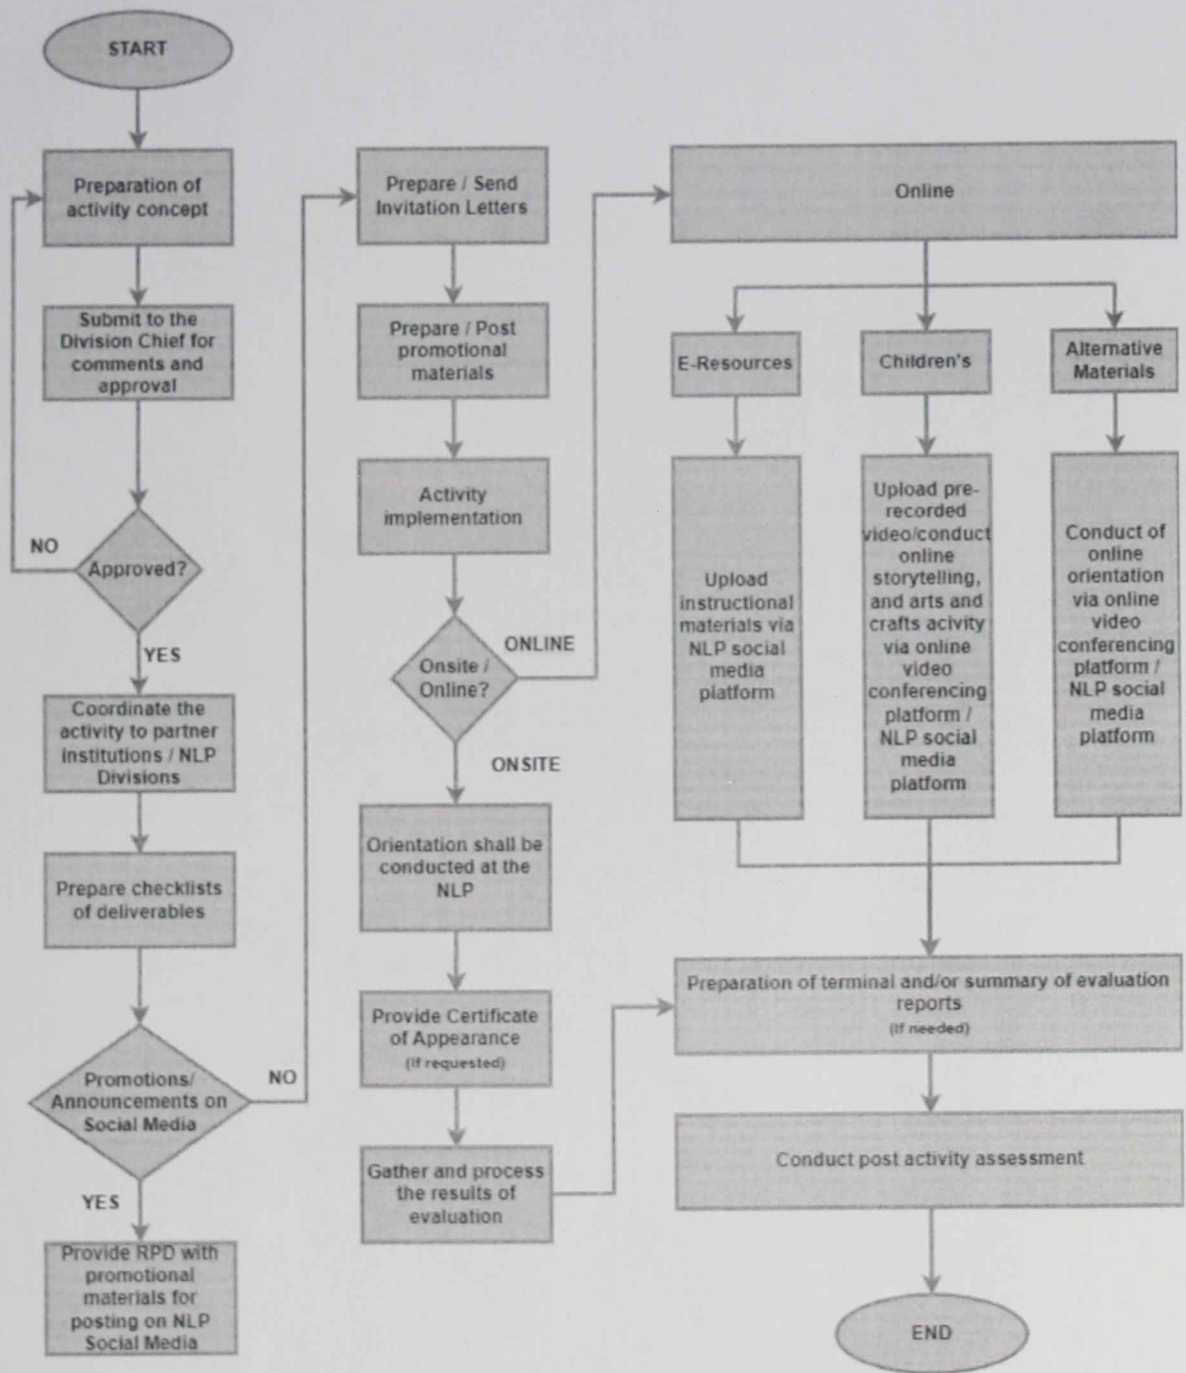 START
Preparation of
activity concept
Submit to the
Division Chief for
comments and
approval
NO
Approved?
YES
Coordinate the
activity to partner
institutions / NLP
Divisions
Prepare checklists
of deliverables
Promotions/
Announcements on
Social Media
NO
YES
Provide RPD with
promotional
materials for
posting on NLP
Social Media
Prepare / Send
Invitation Letters
Prepare / Post
promotional
materials
Activity
implementation
Onsite /
Online?
ONLINE
ONSITE
Orientation shall be
conducted at the
NLP
Provide Certificate
of Appearance
(if requested)
Gather and process
the results of
evaluation
Online
E-Resources
Children's
Alternative
Materials
Upload
instructional
materials via
NLP social
media
platform
Upload pre-
recorded
video/conduct
online
storytelling,
and arts and
crafts acivity
via online
video
conferencing
platform /
NLP social
media
platform
Conduct of
online
orientation
via online
video
conferencing
platform /
NLP social
media
platform
Preparation of terminal and/or summary of evaluation
reports
(if needed)
Conduct post activity assessment
END